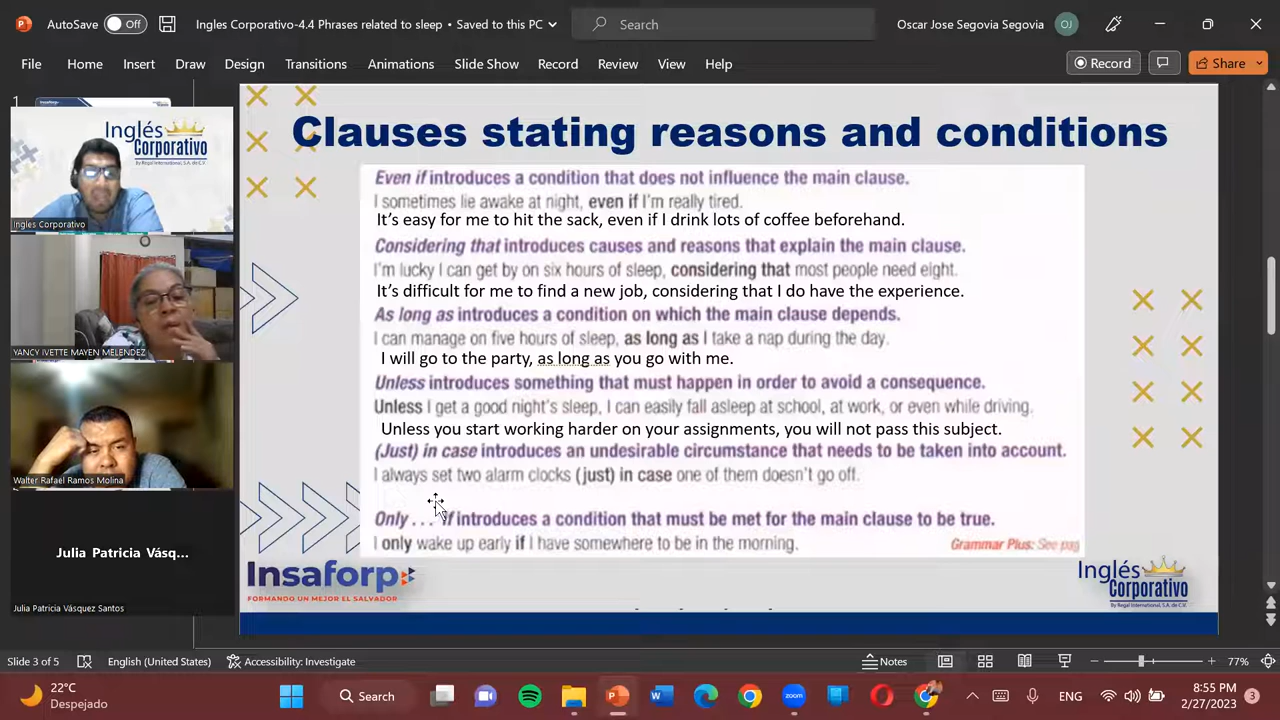 AutoSave Off Ingles Corporativo-4.4 Phrases related to sleep • Saved to this PC Search Oscar Jose Segovia Segovia OJ
File Home Insert Draw Design Transitions Animations Slide Show Record Review View Help Record Share
1
Inglés
Corporativo
By Regal International, S.A. de C.V.
Ingles Corporativo
YANCY IVETTE MAYEN MELENDEZ
Walter Rafael Ramos Molina
Julia Patricia Vásq...
Julia Patricia Vásquez Santos
Clauses stating reasons and conditions
Even if introduces a condition that does not influence the main clause.
I sometimes lie awake at night, even if I'm really tired.
It's easy for me to hit the sack, even if I drink lots of coffee beforehand.
Considering that introduces causes and reasons that explain the main clause.
I'm lucky I can get by on six hours of sleep, considering that most people need eight.
It's difficult for me to find a new job, considering that I do have the experience.
As long as introduces a condition on which the main clause depends.
I can manage on five hours of sleep, as long as I take a nap during the day.
I will go to the party, as long as you go with me.
Unless introduces something that must happen in order to avoid a consequence.
Unless I get a good night's sleep, I can easily fall asleep at school, at work, or even while driving.
Unless you start working harder on your assignments, you will not pass this subject.
(Just) in case introduces an undesirable circumstance that needs to be taken into account.
I always set two alarm clocks (just) in case one of them doesn't go off.
Only . . . if introduces a condition that must be met for the main clause to be true.
I only wake up early if I have somewhere to be in the morning.
Grammar Plus: See pag
Insaforp
FORMANDO UN MEJOR EL SALVADOR
Inglés
Corporativo
By Regal International, S.A. de C.V.
Slide 3 of 5 English (United States) Accessibility: Investigate Notes 77%
22°C
Despejado
Search
ENG
8:55 PM
2/27/2023
3